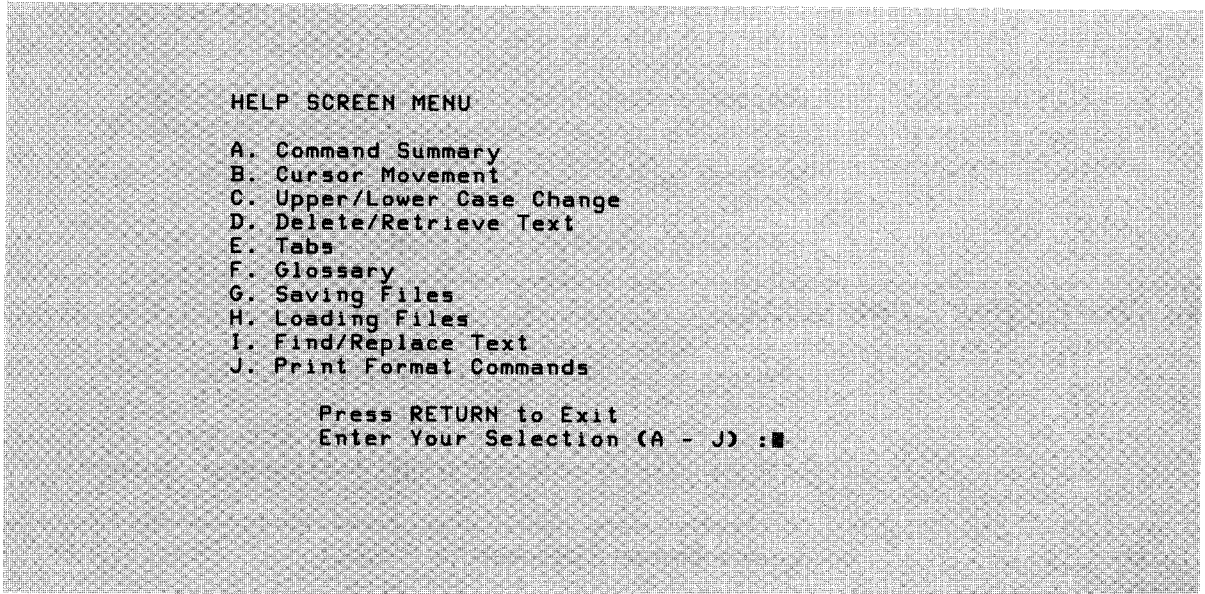 HELP SCREEN MENU
A. Command Summary
B. Cursor Movement
C. Upper/Lower Case Change
D. Delete/Retrieve Text
E. Tabs
F. Glossary
G. Saving Files
H. Loading Files
I. Find/Replace Text
J. Print Format Commands
Press RETURN to Exit
Enter Your Selection (A - J) :